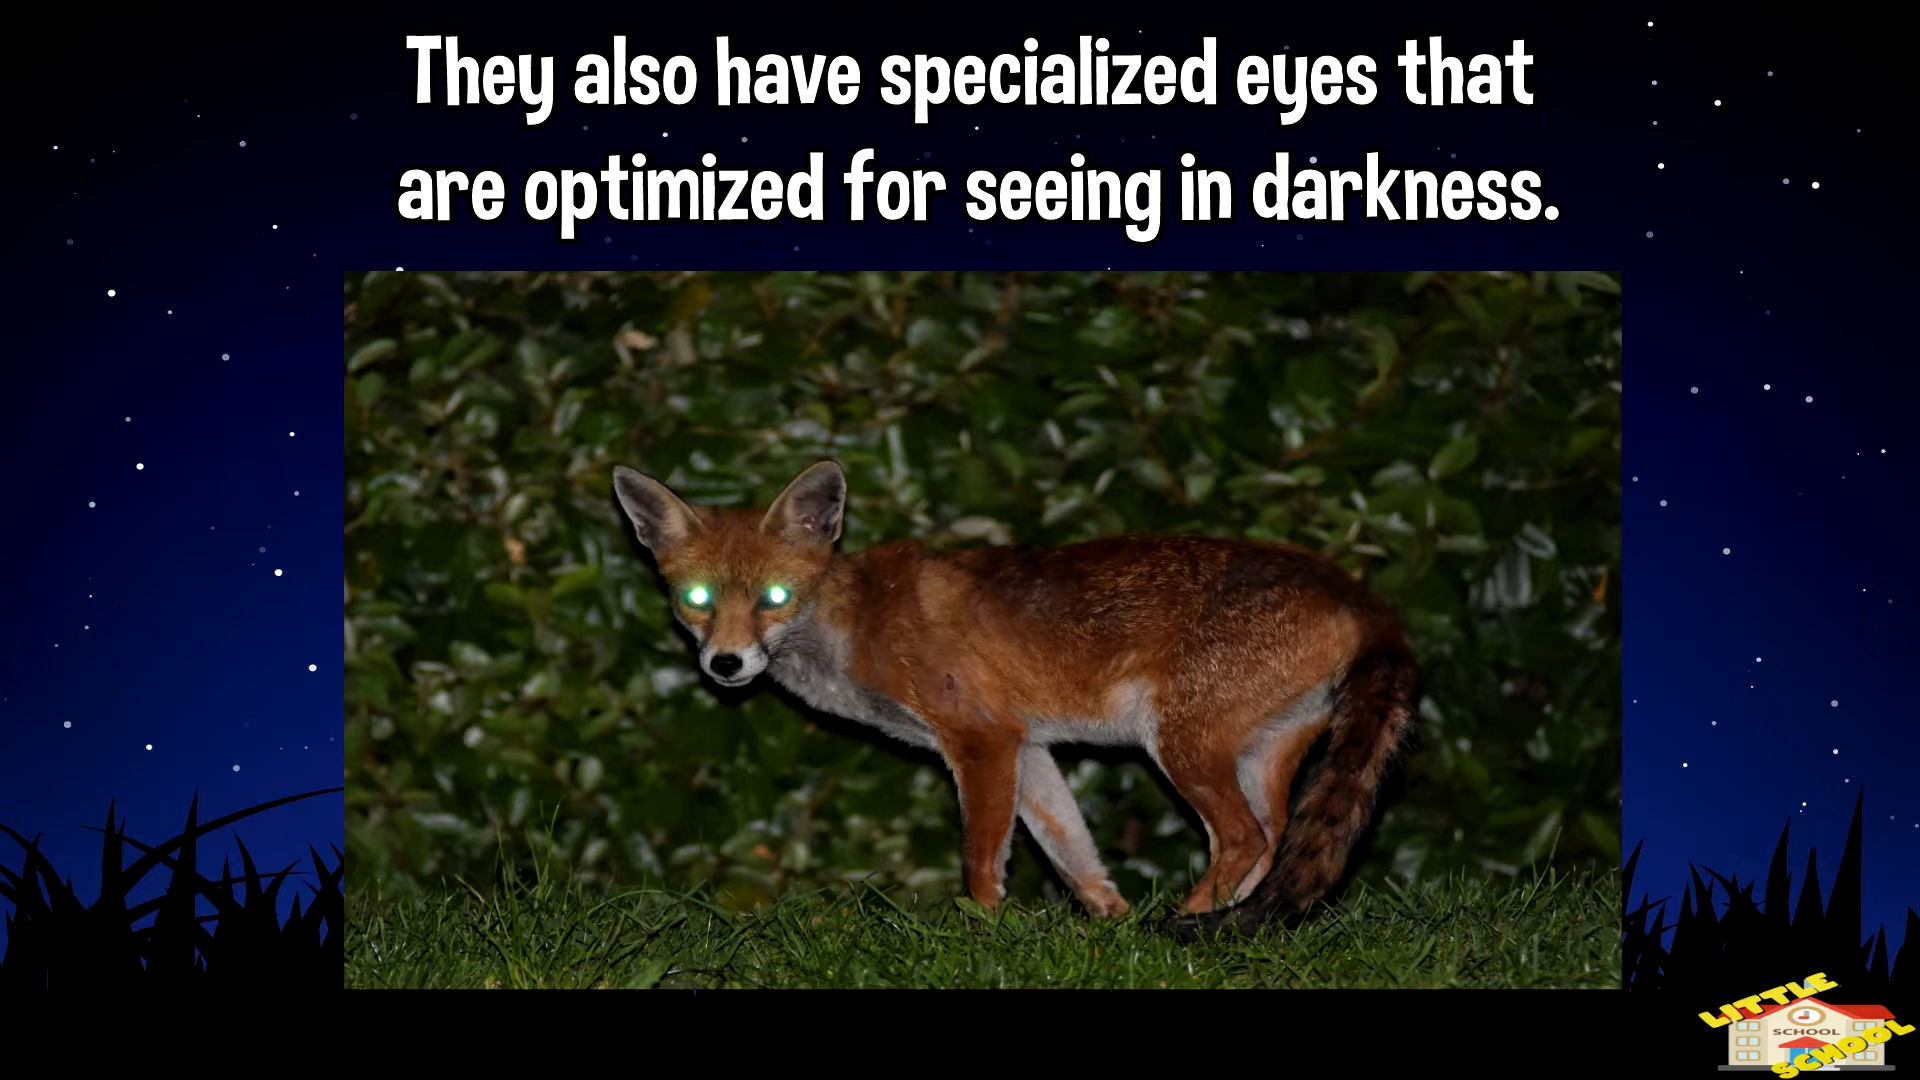 They also have specialized eyes that
are optimized for seeing in darkness.
LITTLE
SCHOOL
SCHOOL